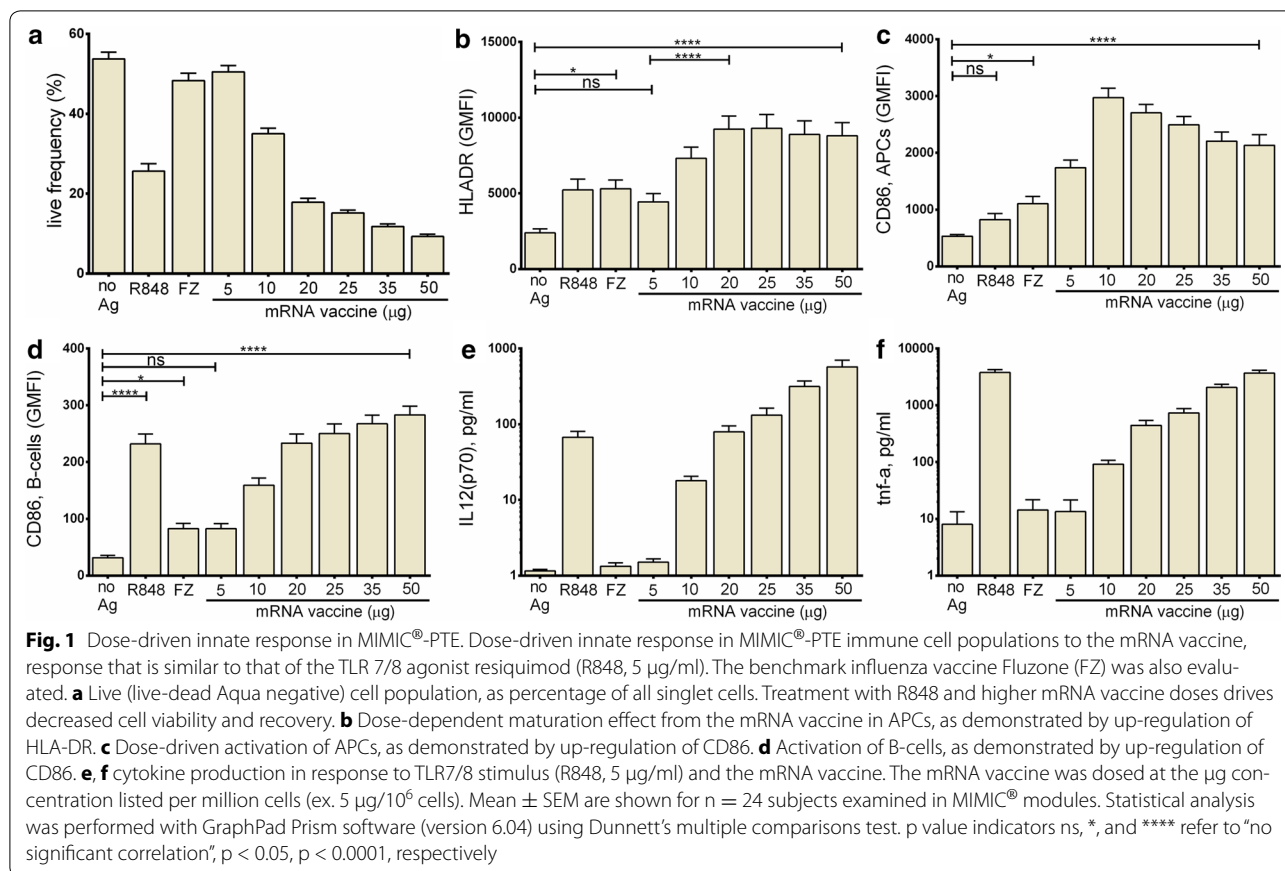 a
live frequency (%)
60
40
20
0
no Ag R848 FZ 5 10 20 25 35 50
mRNA vaccine (μg)
b
HLADR (GMFI)
15000
10000
5000
0
****
* ****
ns
no Ag R848 FZ 5 10 20 25 35 50
mRNA vaccine (μg)
c
CD86, APCs (GMFI)
4000
3000
2000
1000
0
****
*
ns
no Ag R848 FZ 5 10 20 25 35 50
mRNA vaccine (μg)
d
CD86, B-cells (GMFI)
400
300
200
100
0
****
ns
*
****
no Ag R848 FZ 5 10 20 25 35 50
mRNA vaccine (μg)
e
IL12(p70), pg/ml
1000
100
10
1
no Ag R848 FZ 5 10 20 25 35 50
mRNA vaccine (μg)
f
tnf-a, pg/ml
10000
1000
100
10
1
no Ag R848 FZ 5 10 20 25 35 50
mRNA vaccine (μg)
Fig. 1 Dose-driven innate response in MIMIC®-PTE. Dose-driven innate response in MIMIC®-PTE immune cell populations to the mRNA vaccine,
response that is similar to that of the TLR 7/8 agonist resiquimod (R848, 5 μg/ml). The benchmark influenza vaccine Fluzone (FZ) was also evalu-
ated. a Live (live-dead Aqua negative) cell population, as percentage of all singlet cells. Treatment with R848 and higher mRNA vaccine doses drives
decreased cell viability and recovery. b Dose-dependent maturation effect from the mRNA vaccine in APCs, as demonstrated by up-regulation of
HLA-DR. c Dose-driven activation of APCs, as demonstrated by up-regulation of CD86. d Activation of B-cells, as demonstrated by up-regulation of
CD86. e, f cytokine production in response to TLR7/8 stimulus (R848, 5 μg/ml) and the mRNA vaccine. The mRNA vaccine was dosed at the μg con-
centration listed per million cells (ex. 5 μg/10⁶ cells). Mean ± SEM are shown for n = 24 subjects examined in MIMIC® modules. Statistical analysis
was performed with GraphPad Prism software (version 6.04) using Dunnett's multiple comparisons test. p value indicators ns, *, and **** refer to "no
significant correlation", p < 0.05, p < 0.0001, respectively